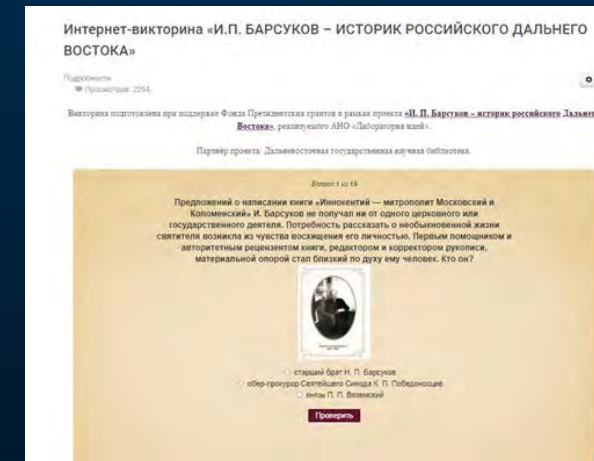 Интернет-викторина «И.П. БАРСУКОВ – ИСТОРИК РОССИЙСКОГО ДАЛЬНЕГО
ВОСТОКА»
Подробности
Просмотров: 2294
Викторина подготовлена при поддержке Фонда Президентских грантов в рамках проекта «И. П. Барсуков – историк российского Дальнего
Востока», реализуемого АНО «Лаборатория идей».
Партнёр проекта: Дальневосточная государственная научная библиотека.
Вопрос 1 из 15
Предложений о написании книги «Иннокентий — митрополит Московский и
Коломенский» И. Барсуков не получал ни от одного церковного или
государственного деятеля. Потребность рассказать о необыкновенной жизни
святителя возникла из чувства восхищения его личностью. Первым помощником и
авторитетным рецензентом книги, редактором и корректором рукописи,
материальной опорой стал близкий по духу ему человек. Кто он?
старший брат Н. П. Барсуков
обер-прокурор Святейшего Синода К. П. Победоносцев
князь П. П. Вяземский
Проверить